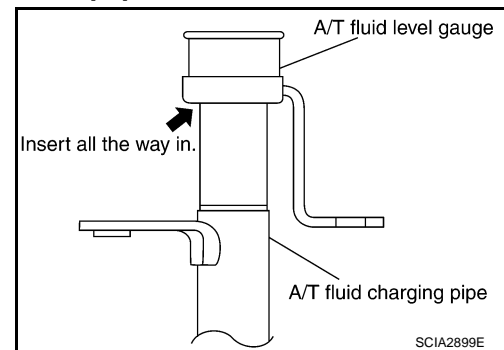 A/T fluid level gauge
Insert all the way in.
A/T fluid charging pipe
SCIA2899E